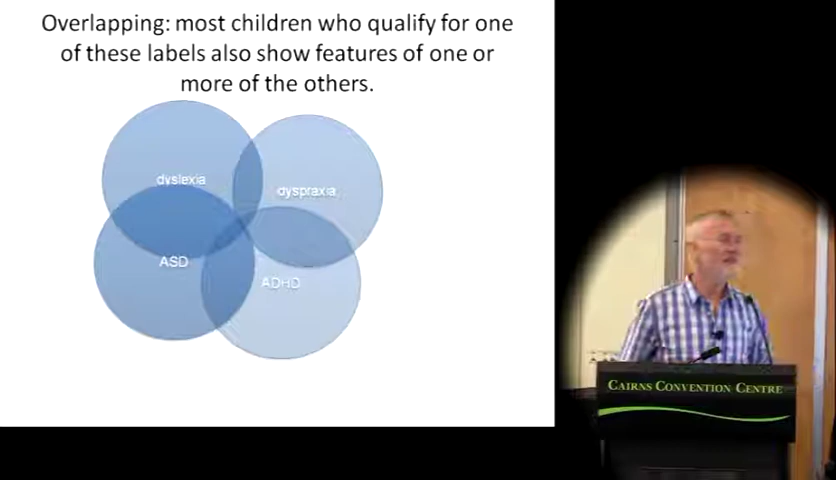 Overlapping: most children who qualify for one
of these labels also show features of one or
more of the others.
dyslexia
dyspraxia
ASD
ADHD
CAIRNS CONVENTION CENTRE